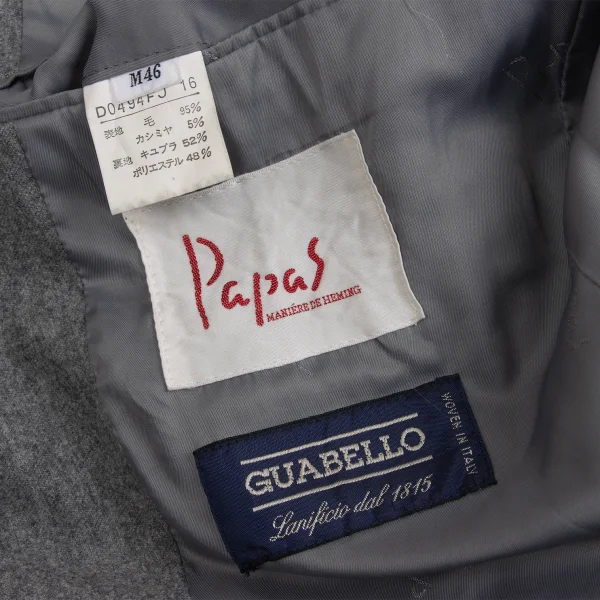 M46
D0494FJ 16
表地 毛 95%
カシミヤ 5%
裏地 キュプラ 52%
ポリエステル 48%
Papas
MANIÉRE DE HEMING
GUABELLO
Lanificio dal 1815
WOVEN IN ITALY